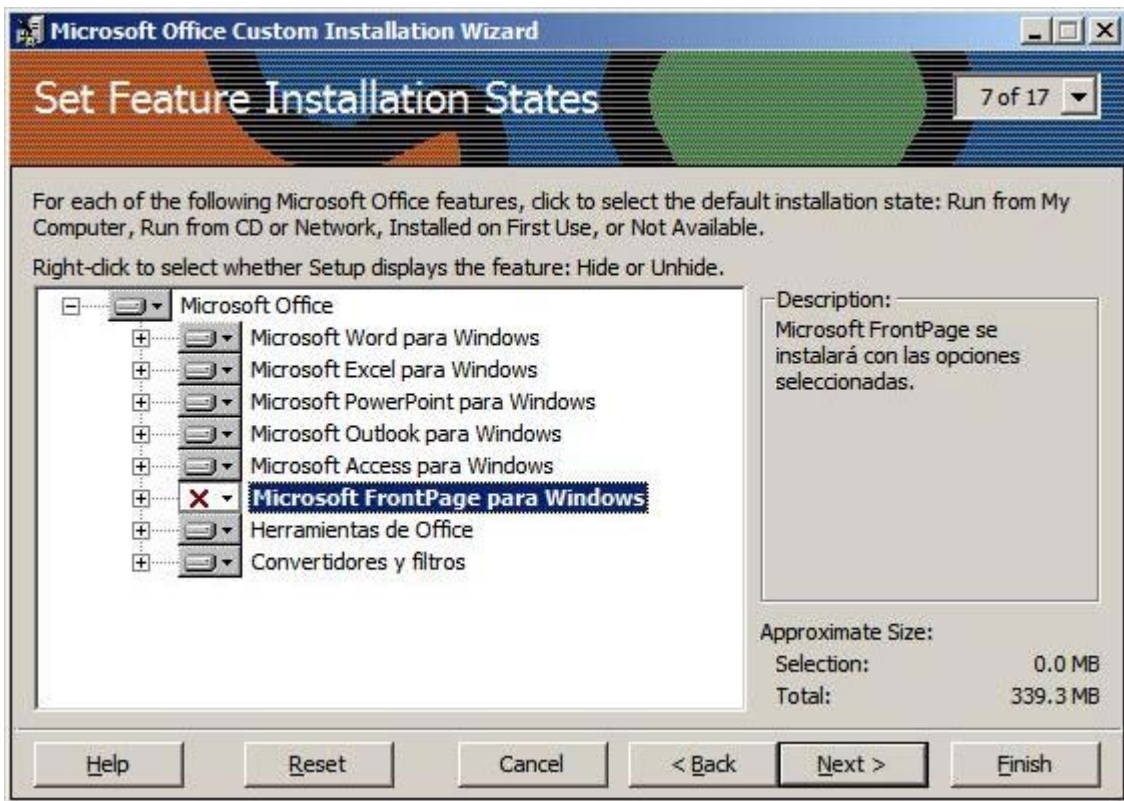 Microsoft Office Custom Installation Wizard
Set Feature Installation States
7 of 17
For each of the following Microsoft Office features, click to select the default installation state: Run from My
Computer, Run from CD or Network, Installed on First Use, or Not Available.
Right-click to select whether Setup displays the feature: Hide or Unhide.
Microsoft Office
Microsoft Word para Windows
Microsoft Excel para Windows
Microsoft PowerPoint para Windows
Microsoft Outlook para Windows
Microsoft Access para Windows
Microsoft FrontPage para Windows
Herramientas de Office
Convertidores y filtros
Description:
Microsoft FrontPage se
instalará con las opciones
seleccionadas.
Approximate Size:
Selection: 0.0 MB
Total: 339.3 MB
Help Reset Cancel < Back Next > Finish